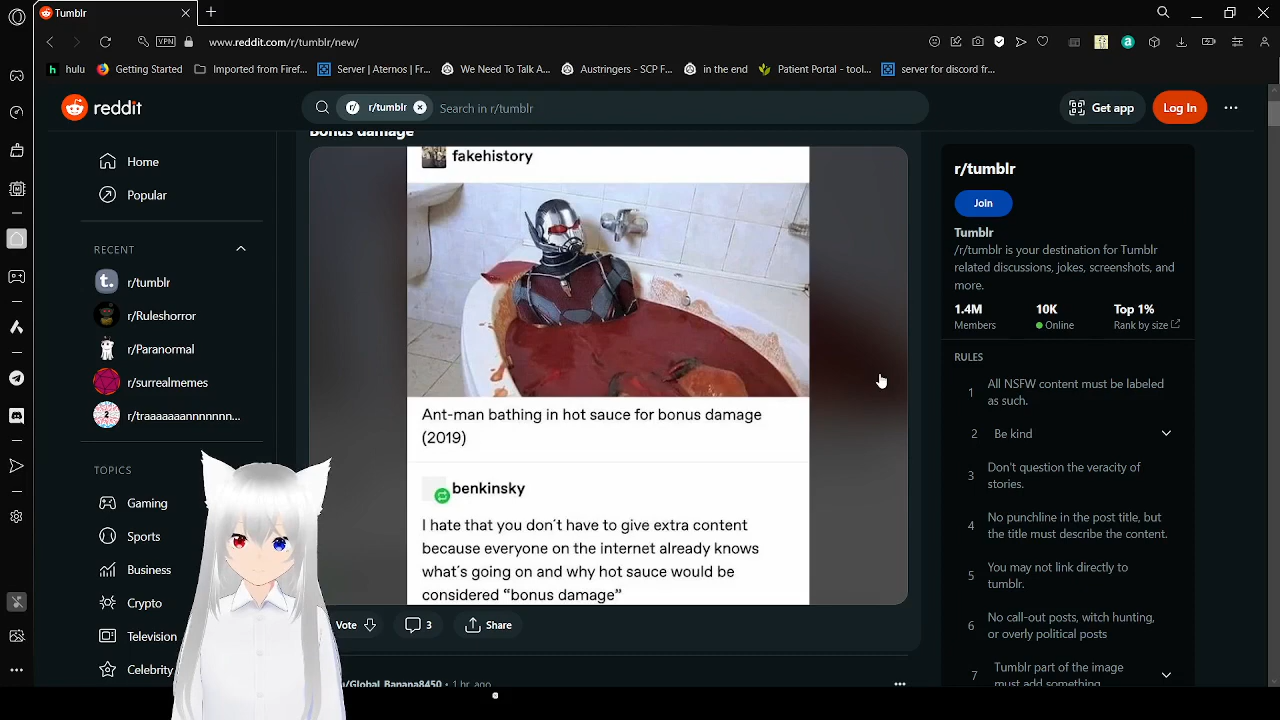 Tumblr
VPN
www.reddit.com/r/tumblr/new/
hulu
Getting Started
Imported from Firef...
Server | Aternos | Fr...
We Need To Talk A...
Austringers - SCP F...
in the end
Patient Portal - tool...
server for discord fr...
reddit
r/tumblr
Search in r/tumblr
Get app
Log In
Home
Popular
RECENT
r/tumblr
r/Ruleshorror
r/Paranormal
r/surrealmemes
r/traaaaaannnnnn...
TOPICS
Gaming
Sports
Business
Crypto
Television
Celebrity
Bonus damage
fakehistory
Ant-man bathing in hot sauce for bonus damage
(2019)
benkinsky
I hate that you don´t have to give extra content
because everyone on the internet already knows
what´s going on and why hot sauce would be
considered “bonus damage”
Vote
3
Share
u/Global_Banana8450 • 1 hr. ago
r/tumblr
Join
Tumblr
/r/tumblr is your destination for Tumblr
related discussions, jokes, screenshots, and
more.
1.4M
Members
10K
Online
Top 1%
Rank by size
RULES
1
All NSFW content must be labeled
as such.
2
Be kind
3
Don't question the veracity of
stories.
4
No punchline in the post title, but
the title must describe the content.
5
You may not link directly to
tumblr.
6
No call-out posts, witch hunting,
or overly political posts
7
Tumblr part of the image
must add something